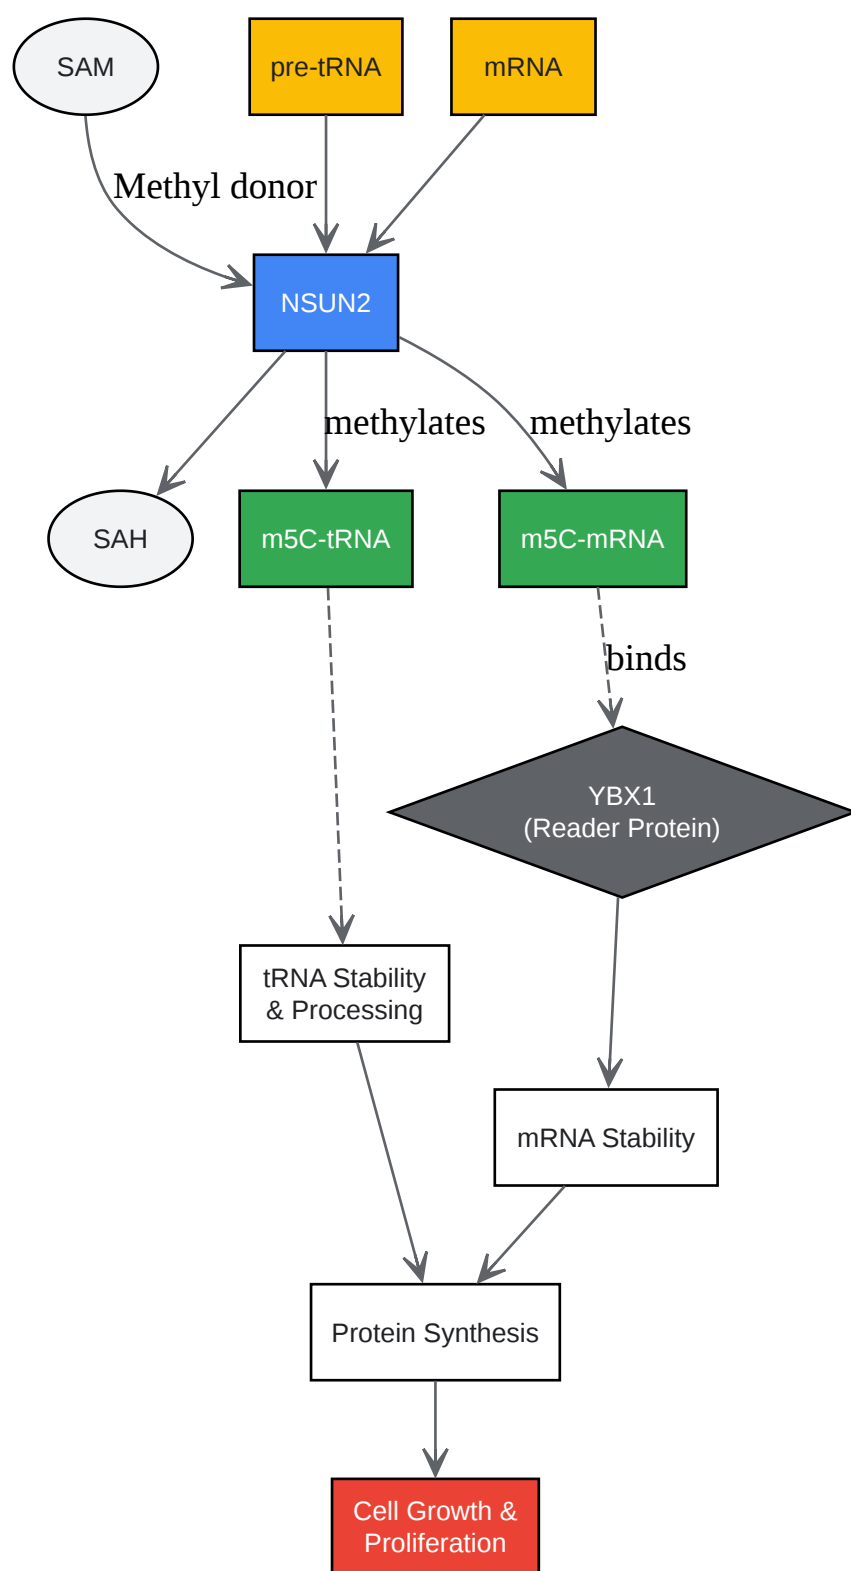 SAM
pre-tRNA
mRNA
Methyl donor
NSUN2
methylates
methylates
SAH
m5C-tRNA
m5C-mRNA
binds
YBX1
(Reader Protein)
tRNA Stability
& Processing
mRNA Stability
Protein Synthesis
Cell Growth &
Proliferation